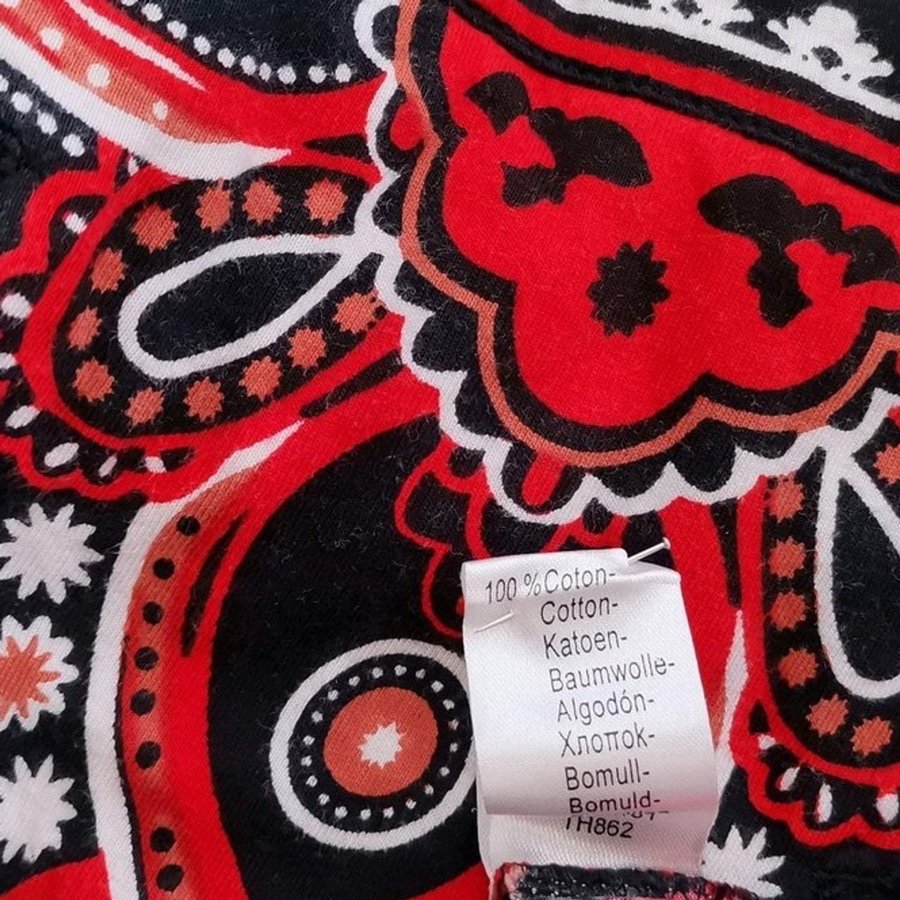 100 %Coton-
Cotton-
Katoen-
Baumwolle-
Algodón-
Хлопок-
Bomull-
Bomuld-
TH862